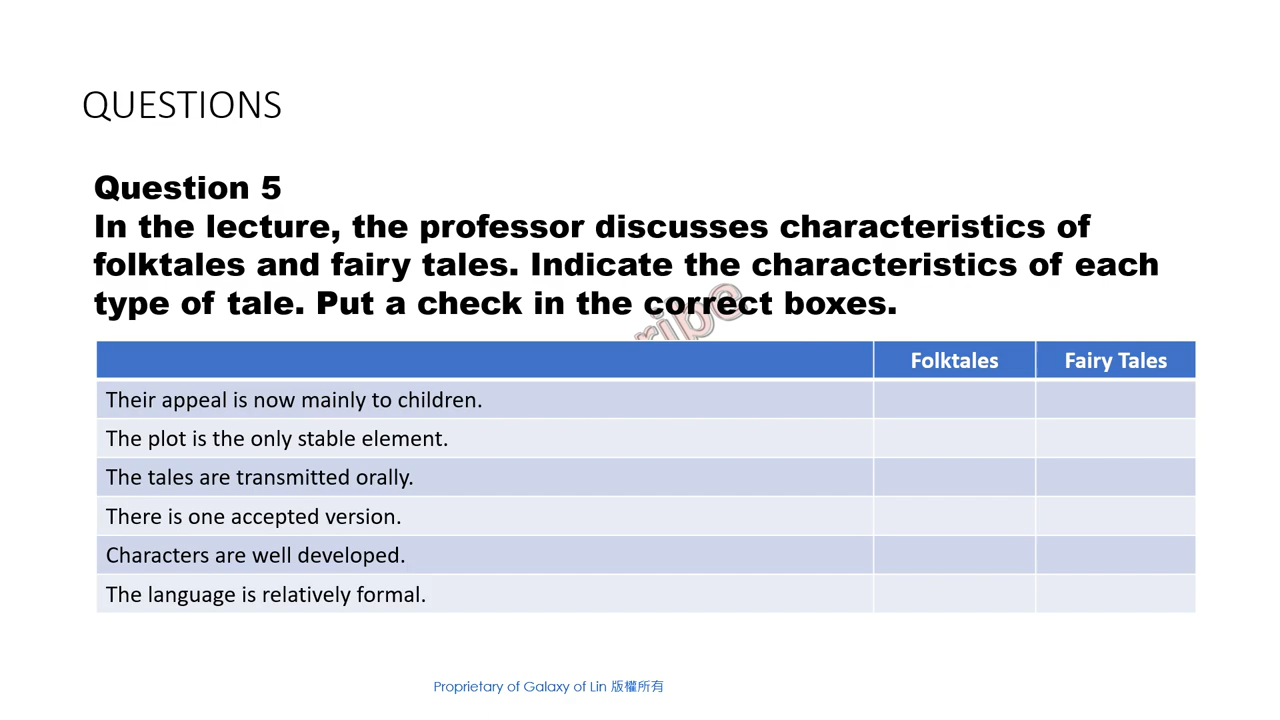 QUESTIONS
Question 5
In the lecture, the professor discusses characteristics of
folktales and fairy tales. Indicate the characteristics of each
type of tale. Put a check in the correct boxes.
Folktales Fairy Tales
Their appeal is now mainly to children.
The plot is the only stable element.
The tales are transmitted orally.
There is one accepted version.
Characters are well developed.
The language is relatively formal.
Proprietary of Galaxy of Lin 版權所有